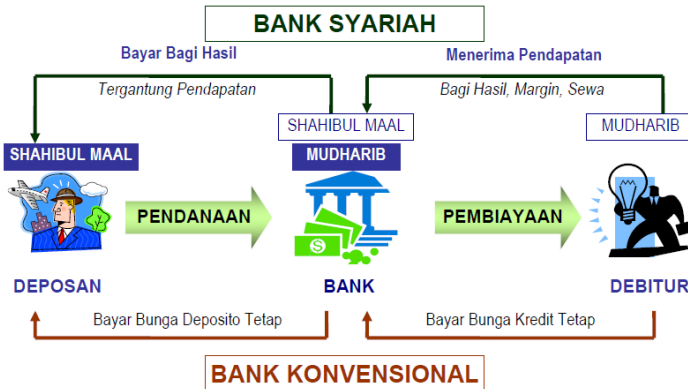 BANK SYARIAH
Bayar Bagi Hasil
Menerima Pendapatan
Tergantung Pendapatan
Bagi Hasil, Margin, Sewa
SHAHIBUL MAAL
MUDHARIB
SHAHIBUL MAAL
MUDHARIB
PENDANAAN
PEMBIAYAAN
S
DEPOSAN
BANK
DEBITUR
Bayar Bunga Deposito Tetap
Bayar Bunga Kredit Tetap
BANK KONVENSIONAL